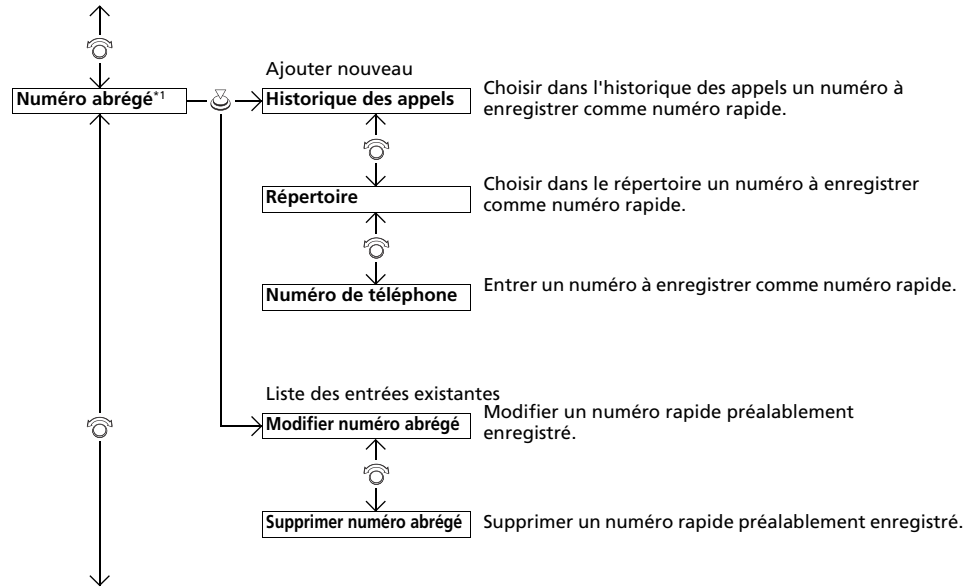 Ajouter nouveau
Numéro abrégé*1
Historique des appels
Choisir dans l'historique des appels un numéro à
enregistrer comme numéro rapide.
Répertoire
Choisir dans le répertoire un numéro à enregistrer
comme numéro rapide.
Numéro de téléphone
Entrer un numéro à enregistrer comme numéro rapide.
Liste des entrées existantes
Modifier numéro abrégé
Modifier un numéro rapide préalablement
enregistré.
Supprimer numéro abrégé
Supprimer un numéro rapide préalablement enregistré.